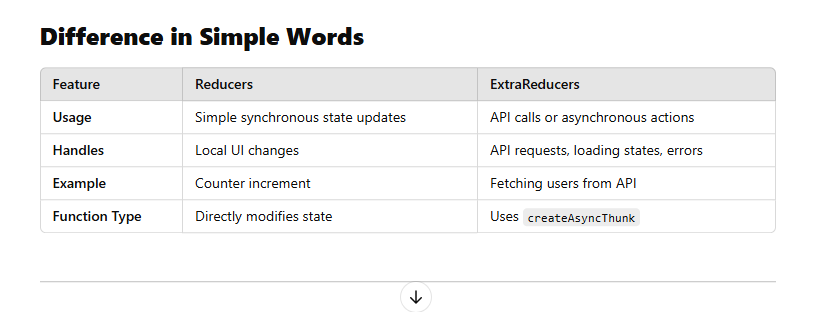 Difference in Simple Words
Feature Reducers ExtraReducers
Usage Simple synchronous state updates API calls or asynchronous actions
Handles Local UI changes API requests, loading states, errors
Example Counter increment Fetching users from API
Function Type Directly modifies state Uses createAsyncThunk